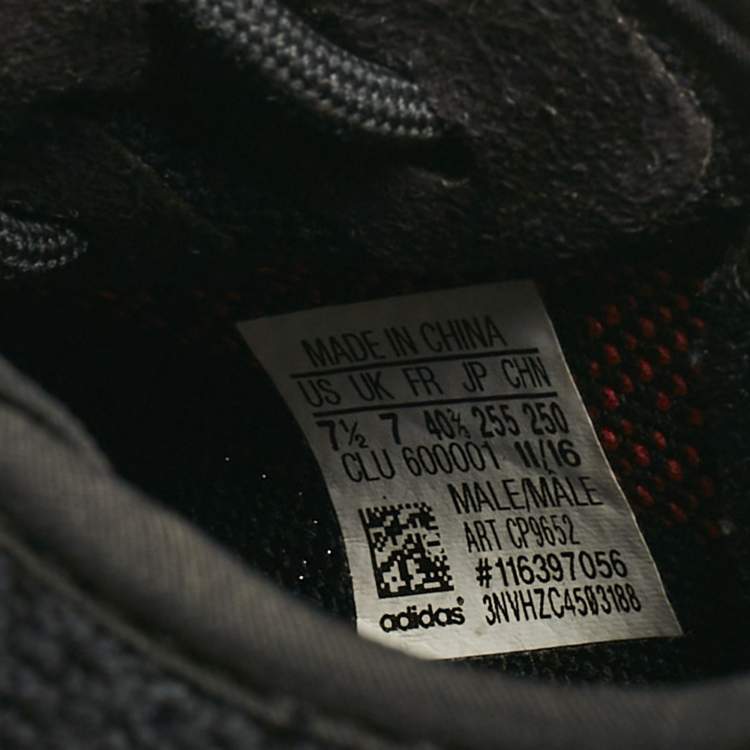 MADE IN CHINA
US UK FR JP CHN
7½ 7 40⅔ 255 250
CLU 600001 11/16
MALE/MÂLE
ART CP9652
#116397056
adidas® 3NVHZC4503188